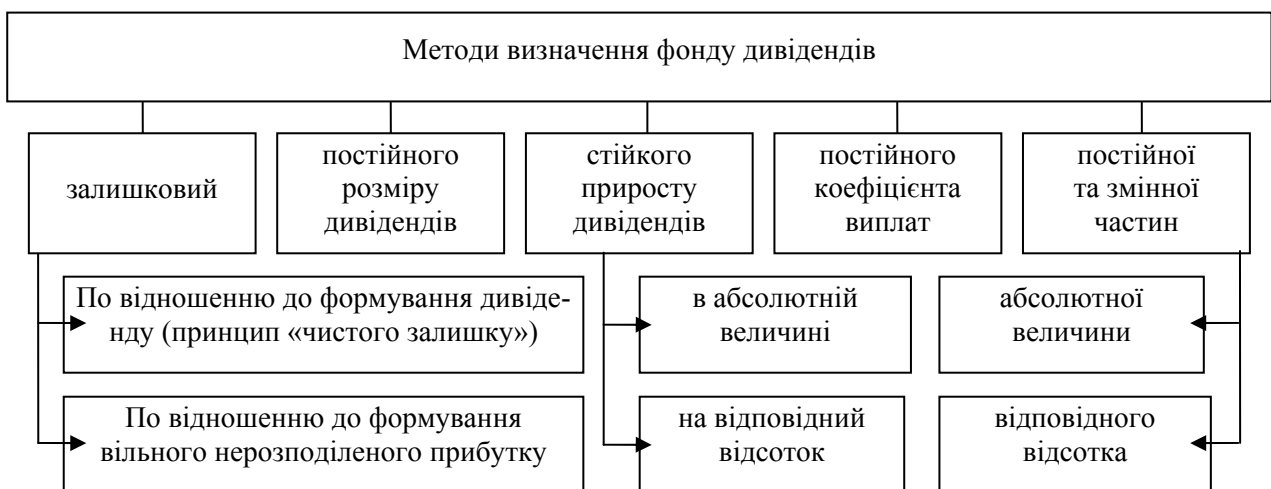 Методи визначення фонду дивідендів
залишковий
постійного
розміру
дивідендів
стійкого
приросту
дивідендів
постійного
коефіцієнта
виплат
постійної
та змінної
частин
По відношенню до формування дивіде-
нду (принцип «чистого залишку»)
в абсолютній
величині
абсолютної
величини
По відношенню до формування
вільного нерозподіленого прибутку
на відповідний
відсоток
відповідного
відсотка